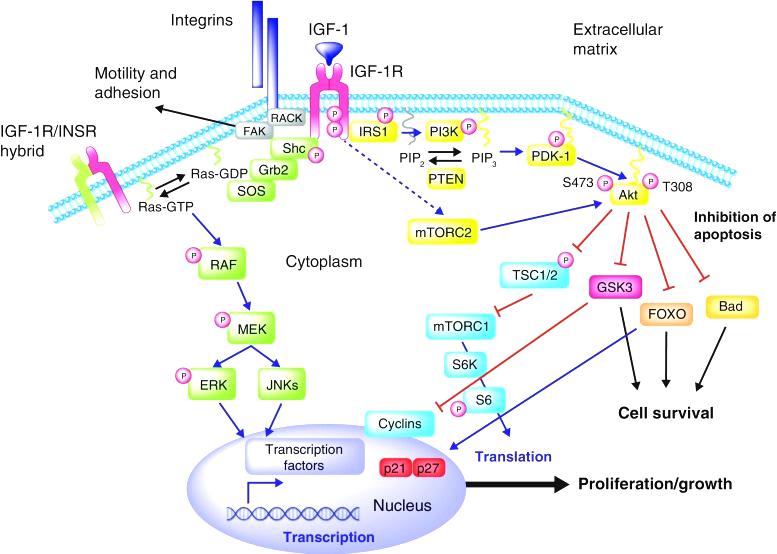 Integrins
IGF-1
Extracellular
matrix
IGF-1R
Motility and
adhesion
RACK
FAK
IGF-1R/INSR
hybrid
P
P
P
IRS1
PI3K
P
P
Shc
P
PIP2
PIP3
PDK-1
Ras-GDP
Grb2
PTEN
S473
P
P
T308
SOS
Akt
Ras-GTP
mTORC2
Inhibition of
apoptosis
P
RAF
Cytoplasm
P
TSC1/2
GSK3
Bad
FOXO
P
MEK
mTORC1
S6K
P
ERK
JNKs
S6
P
Cell survival
Cyclins
Transcription
factors
Translation
p21
p27
Proliferation/growth
Nucleus
Transcription